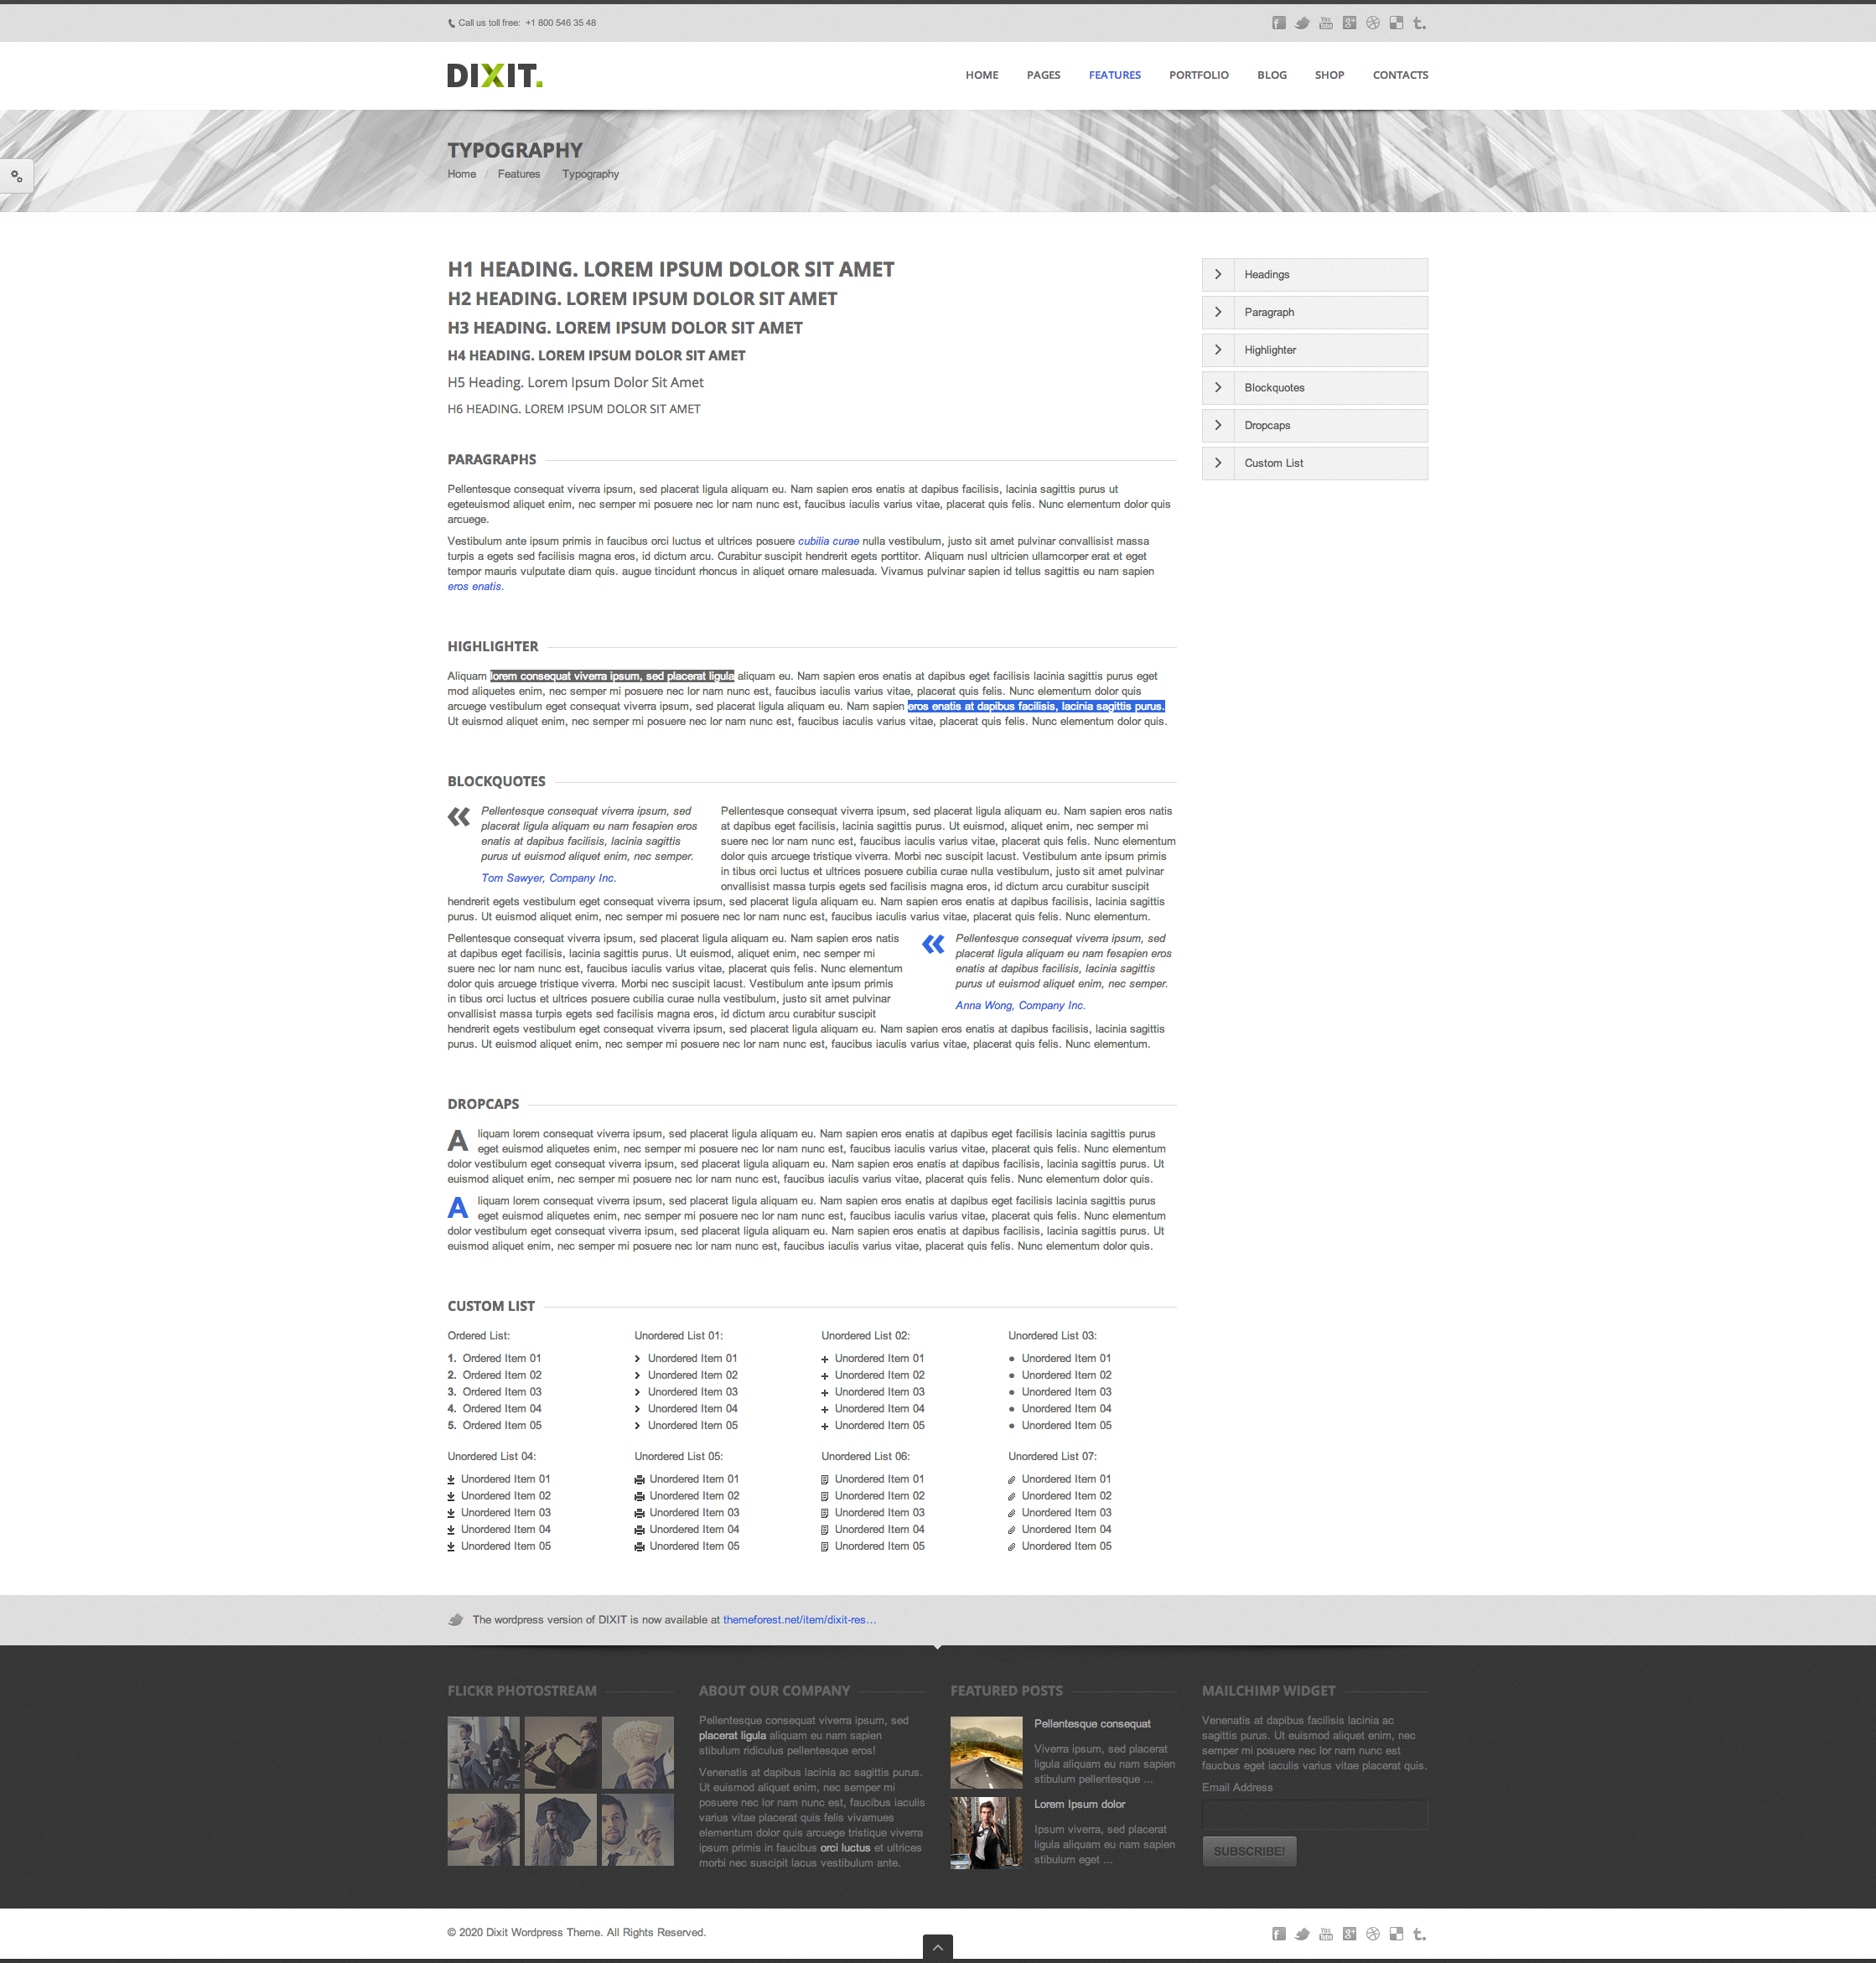 Call us toll free: +1 800 546 35 48
DIXIT.
HOME PAGES FEATURES PORTFOLIO BLOG SHOP CONTACTS
TYPOGRAPHY
Home / Features Typography
H1 HEADING. LOREM IPSUM DOLOR SIT AMET
H2 HEADING. LOREM IPSUM DOLOR SIT AMET
H3 HEADING. LOREM IPSUM DOLOR SIT AMET
H4 HEADING. LOREM IPSUM DOLOR SIT AMET
H5 Heading. Lorem Ipsum Dolor Sit Amet
H6 HEADING. LOREM IPSUM DOLOR SIT AMET
Headings
Paragraph
Highlighter
Blockquotes
Dropcaps
Custom List
PARAGRAPHS
Pellentesque consequat viverra ipsum, sed placerat ligula aliquam eu. Nam sapien eros enatis at dapibus facilisis, lacinia sagittis purus ut
egeteuismod aliquet enim, nec semper mi posuere nec lor nam nunc est, faucibus iaculis varius vitae, placerat quis felis. Nunc elementum dolor quis
arcuege.
Vestibulum ante ipsum primis in faucibus orci luctus et ultrices posuere cubilia curae nulla vestibulum, justo sit amet pulvinar convallisist massa
turpis a egets sed facilisis magna eros, id dictum arcu. Curabitur suscipit hendrerit egets porttitor. Aliquam nusl ultricien ullamcorper erat et eget
tempor mauris vulputate diam quis. augue tincidunt rhoncus in aliquet ornare malesuada. Vivamus pulvinar sapien id tellus sagittis eu nam sapien
eros enatis.
HIGHLIGHTER
Aliquam lorem consequat viverra ipsum, sed placerat ligula aliquam eu. Nam sapien eros enatis at dapibus eget facilisis lacinia sagittis purus eget
mod aliquetes enim, nec semper mi posuere nec lor nam nunc est, faucibus iaculis varius vitae, placerat quis felis. Nunc elementum dolor quis
arcuege vestibulum eget consequat viverra ipsum, sed placerat ligula aliquam eu. Nam sapien eros enatis at dapibus facilisis, lacinia sagittis purus.
Ut euismod aliquet enim, nec semper mi posuere nec lor nam nunc est, faucibus iaculis varius vitae, placerat quis felis. Nunc elementum dolor quis.
BLOCKQUOTES
Pellentesque consequat viverra ipsum, sed
placerat ligula aliquam eu nam fesapien eros
enatis at dapibus facilisis, lacinia sagittis
purus ut euismod aliquet enim, nec semper.
Tom Sawyer, Company Inc.
Pellentesque consequat viverra ipsum, sed placerat ligula aliquam eu. Nam sapien eros natis
at dapibus eget facilisis, lacinia sagittis purus. Ut euismod, aliquet enim, nec semper mi
suere nec lor nam nunc est, faucibus iaculis varius vitae, placerat quis felis. Nunc elementum
dolor quis arcuege tristique viverra. Morbi nec suscipit lacust. Vestibulum ante ipsum primis
in tibus orci luctus et ultrices posuere cubilia curae nulla vestibulum, justo sit amet pulvinar
onvallisist massa turpis egets sed facilisis magna eros, id dictum arcu curabitur suscipit
hendrerit egets vestibulum eget consequat viverra ipsum, sed placerat ligula aliquam eu. Nam sapien eros enatis at dapibus facilisis, lacinia sagittis
purus. Ut euismod aliquet enim, nec semper mi posuere nec lor nam nunc est, faucibus iaculis varius vitae, placerat quis felis. Nunc elementum.
Pellentesque consequat viverra ipsum, sed placerat ligula aliquam eu. Nam sapien eros natis
at dapibus eget facilisis, lacinia sagittis purus. Ut euismod, aliquet enim, nec semper mi
suere nec lor nam nunc est, faucibus iaculis varius vitae, placerat quis felis. Nunc elementum
dolor quis arcuege tristique viverra. Morbi nec suscipit lacust. Vestibulum ante ipsum primis
in tibus orci luctus et ultrices posuere cubilia curae nulla vestibulum, justo sit amet pulvinar
onvallisist massa turpis egets sed facilisis magna eros, id dictum arcu curabitur suscipit
Pellentesque consequat viverra ipsum, sed
placerat ligula aliquam eu nam fesapien eros
enatis at dapibus facilisis, lacinia sagittis
purus ut euismod aliquet enim, nec semper.
Anna Wong, Company Inc.
hendrerit egets vestibulum eget consequat viverra ipsum, sed placerat ligula aliquam eu. Nam sapien eros enatis at dapibus facilisis, lacinia sagittis
purus. Ut euismod aliquet enim, nec semper mi posuere nec lor nam nunc est, faucibus iaculis varius vitae, placerat quis felis. Nunc elementum.
DROPCAPS
Aliquam lorem consequat viverra ipsum, sed placerat ligula aliquam eu. Nam sapien eros enatis at dapibus eget facilisis lacinia sagittis purus
eget euismod aliquetes enim, nec semper mi posuere nec lor nam nunc est, faucibus iaculis varius vitae, placerat quis felis. Nunc elementum
dolor vestibulum eget consequat viverra ipsum, sed placerat ligula aliquam eu. Nam sapien eros enatis at dapibus facilisis, lacinia sagittis purus. Ut
euismod aliquet enim, nec semper mi posuere nec lor nam nunc est, faucibus iaculis varius vitae, placerat quis felis. Nunc elementum dolor quis.
Aliquam lorem consequat viverra ipsum, sed placerat ligula aliquam eu. Nam sapien eros enatis at dapibus eget facilisis lacinia sagittis purus
eget euismod aliquetes enim, nec semper mi posuere nec lor nam nunc est, faucibus iaculis varius vitae, placerat quis felis. Nunc elementum
dolor vestibulum eget consequat viverra ipsum, sed placerat ligula aliquam eu. Nam sapien eros enatis at dapibus facilisis, lacinia sagittis purus. Ut
euismod aliquet enim, nec semper mi posuere nec lor nam nunc est, faucibus iaculis varius vitae, placerat quis felis. Nunc elementum dolor quis.
CUSTOM LIST
Ordered List:
1. Ordered Item 01
2. Ordered Item 02
3. Ordered Item 03
4. Ordered Item 04
5. Ordered Item 05
Unordered List 01:
Unordered Item 01
Unordered Item 02
Unordered Item 03
Unordered Item 04
Unordered Item 05
Unordered List 02:
Unordered Item 01
Unordered Item 02
Unordered Item 03
Unordered Item 04
Unordered Item 05
Unordered List 03:
Unordered Item 01
Unordered Item 02
Unordered Item 03
Unordered Item 04
Unordered Item 05
Unordered List 04:
Unordered Item 01
Unordered Item 02
Unordered Item 03
Unordered Item 04
Unordered Item 05
Unordered List 05:
Unordered Item 01
Unordered Item 02
Unordered Item 03
Unordered Item 04
Unordered Item 05
Unordered List 06:
Unordered Item 01
Unordered Item 02
Unordered Item 03
Unordered Item 04
Unordered Item 05
Unordered List 07:
Unordered Item 01
Unordered Item 02
Unordered Item 03
Unordered Item 04
Unordered Item 05
The wordpress version of DIXIT is now available at themeforest.net/item/dixit-res…
FLICKR PHOTOSTREAM
ABOUT OUR COMPANY
Pellentesque consequat viverra ipsum, sed
placerat ligula aliquam eu nam sapien
stibulum ridiculus pellentesque eros!
Venenatis at dapibus lacinia ac sagittis purus.
Ut euismod aliquet enim, nec semper mi
posuere nec lor nam nunc est, faucibus iaculis
varius vitae placerat quis felis vivamues
elementum dolor quis arcuege tristique viverra
ipsum primis in faucibus orci luctus et ultrices
morbi nec suscipit lacus vestibulum ante.
FEATURED POSTS
Pellentesque consequat
Viverra ipsum, sed placerat
ligula aliquam eu nam sapien
stibulum pellentesque ...
Lorem Ipsum dolor
Ipsum viverra, sed placerat
ligula aliquam eu nam sapien
stibulum eget ...
MAILCHIMP WIDGET
Venenatis at dapibus facilisis lacinia ac
sagittis purus. Ut euismod aliquet enim, nec
semper mi posuere nec lor nam nunc est
faucbus eget iaculis varius vitae placerat quis.
Email Address
SUBSCRIBE!
© 2020 Dixit Wordpress Theme. All Rights Reserved.